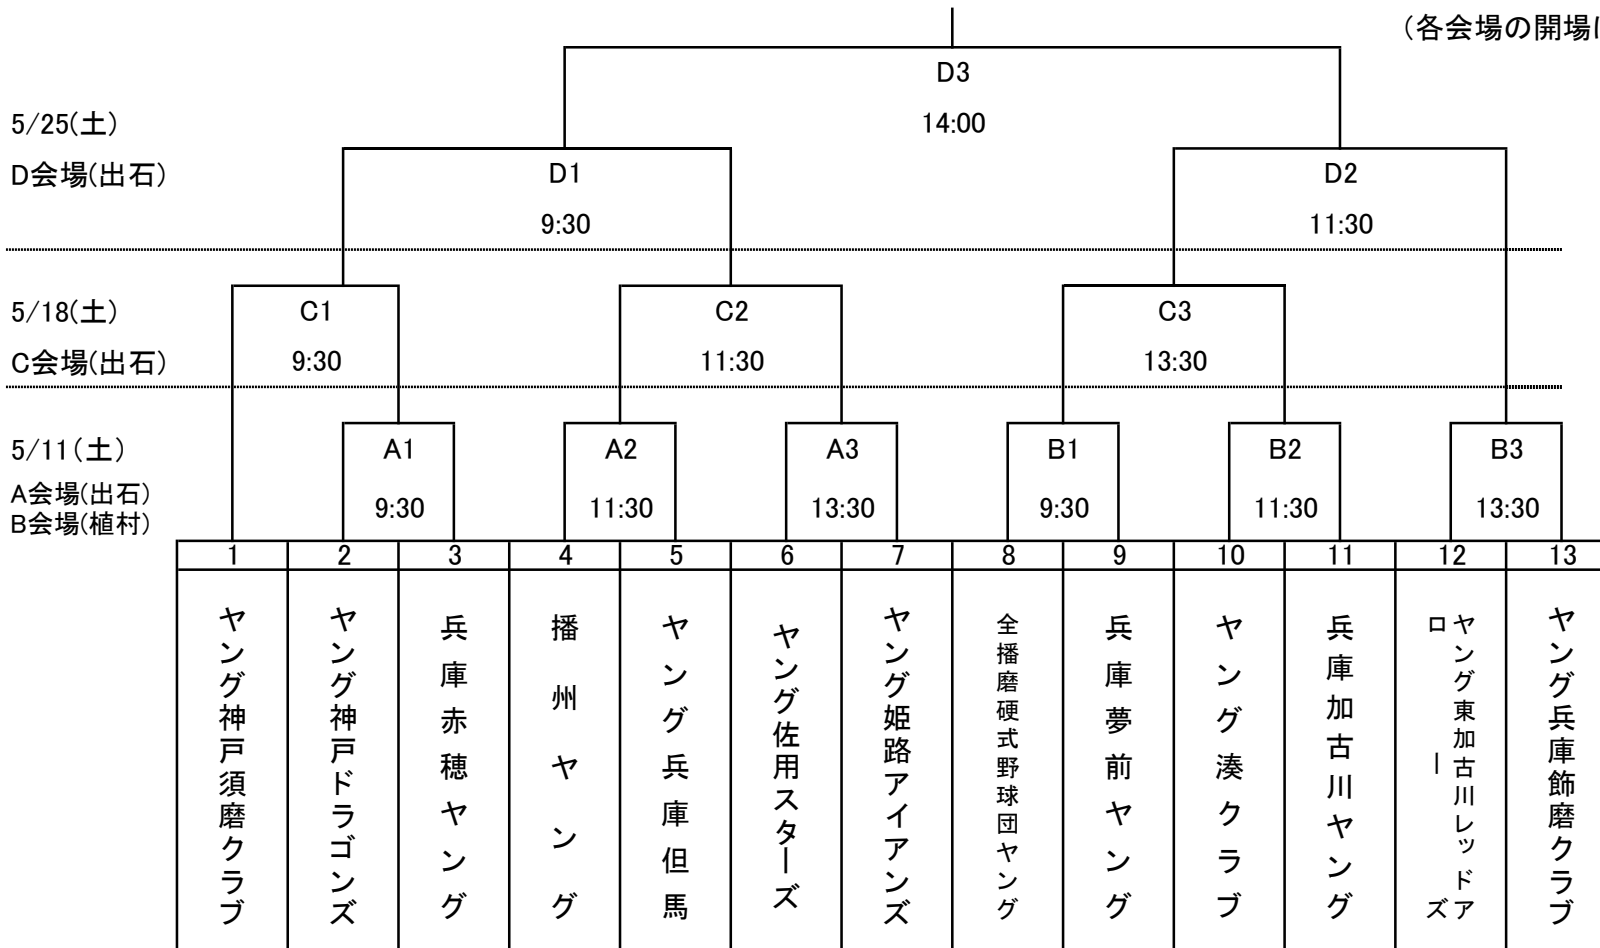 (各会場の開場
D3
5/25(土)
14:00
D会場(出石)
D1
D2
9:30
11:30
5/18(土)
C1
C2
C3
C会場(出石)
9:30
11:30
13:30
5/11(土)
A1
A2
A3
B1
B2
B3
A会場(出石)
B会場(植村)
9:30
11:30
13:30
9:30
11:30
13:30
1
2
3
4
5
6
7
8
9
10
11
12
13
ヤング神戸須磨クラブ
ヤング神戸ドラゴンズ
兵庫赤穂ヤング
播州ヤング
ヤング兵庫但馬
ヤング佐用スターズ
ヤング姫路アイアンズ
全播磨硬式野球団ヤング
兵庫夢前ヤング
ヤング湊クラブ
兵庫加古川ヤング
ヤング東加古川レッドア
ローズ
ヤング兵庫飾磨クラブ